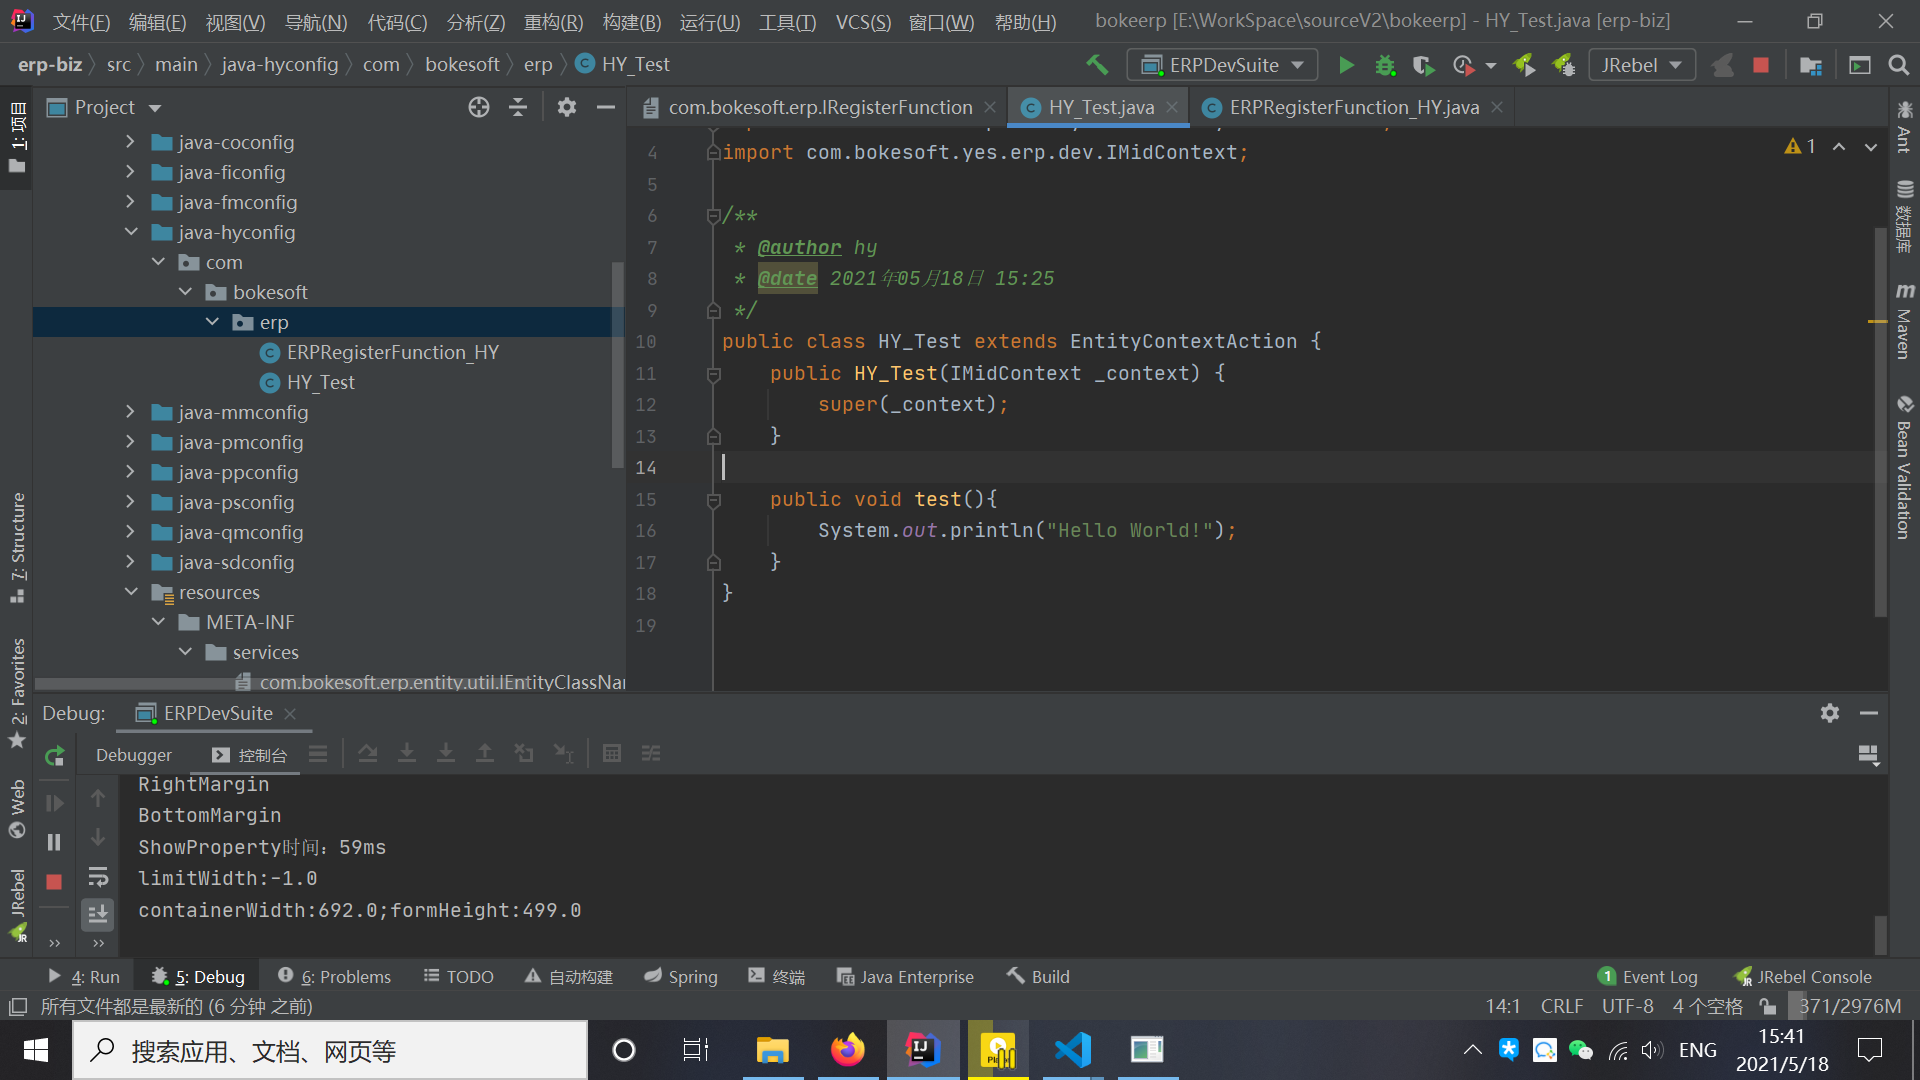 文件(F) 编辑(E) 视图(V) 导航(N) 代码(C) 分析(Z) 重构(R) 构建(B) 运行(U) 工具(T) VCS(S) 窗口(W) 帮助(H) bokeerp [E:\WorkSpace\sourceV2\bokeerp] - HY_Test.java [erp-biz]
erp-biz src main java-hyconfig com bokesoft erp HY_Test ERPDevSuite JRebel
1: 项目
Project
com.bokesoft.erp.IRegisterFunction HY_Test.java ERPRegisterFunction_HY.java
java-coconfig
java-ficonfig
java-fmconfig
java-hyconfig
com
bokesoft
erp
ERPRegisterFunction_HY
HY_Test
java-mmconfig
java-pmconfig
java-ppconfig
java-psconfig
java-qmconfig
java-sdconfig
resources
META-INF
services
com.bokesoft.erp.entity.util.IEntityClassNa
4 import com.bokesoft.yes.erp.dev.IMidContext;
5
6 /**
7 * @author hy
8 * @date 2021年05月18日 15:25
9 */
10 public class HY_Test extends EntityContextAction {
11 public HY_Test(IMidContext _context) {
12 super(_context);
13 }
14
15 public void test(){
16 System.out.println("Hello World!");
17 }
18 }
19
1
Ant
数据库
m Maven
Bean Validation
7: Structure
2: Favorites
Web
JRebel
Debug: ERPDevSuite
Debugger 控制台
RightMargin
BottomMargin
ShowProperty时间：59ms
limitWidth:-1.0
containerWidth:692.0;formHeight:499.0
4: Run 5: Debug 6: Problems TODO 自动构建 Spring 终端 Java Enterprise Build 1 Event Log JRebel Console
所有文件都是最新的 (6 分钟 之前) 14:1 CRLF UTF-8 4 个空格 371/2976M
搜索应用、文档、网页等 ENG 15:41
2021/5/18